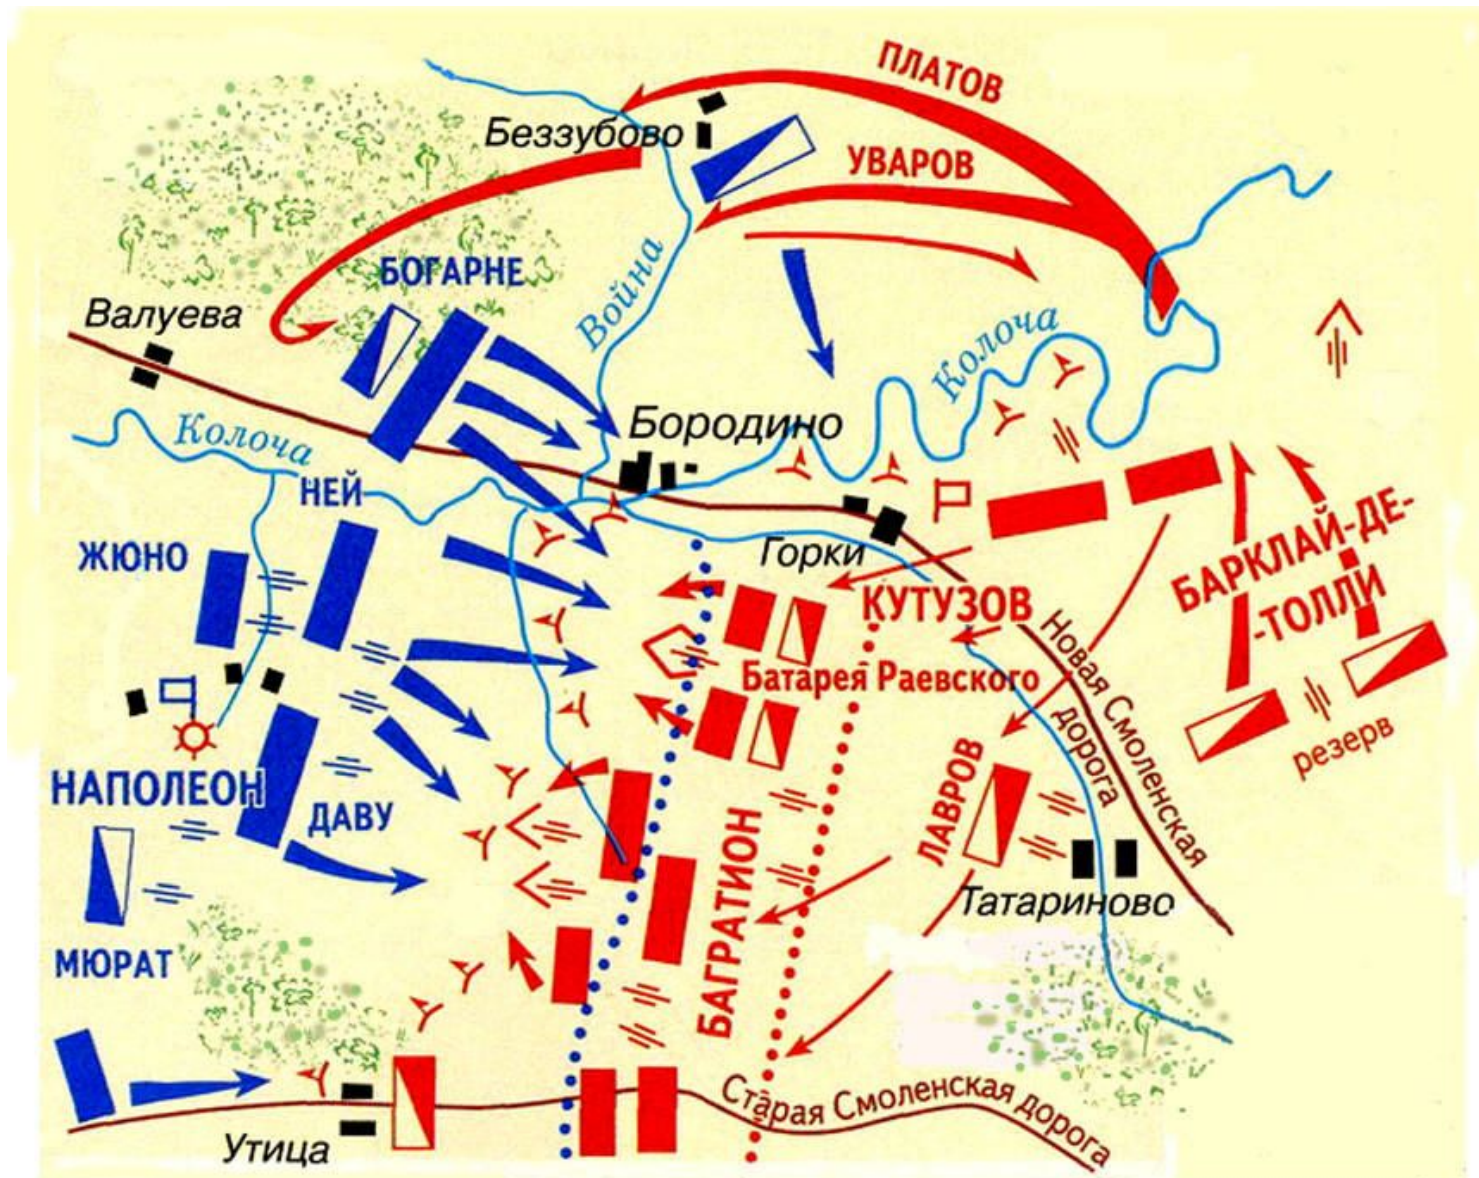 ПЛАТОВ
Беззубово
УВАРОВ
БОГАРНЕ
Война
Валуева
Колоча
Бородино
Колоча
НЕЙ
ЖЮНО
Горки
БАРКЛАЙ-ДЕ-
-ТОЛЛИ
КУТУЗОВ
Батарея Раевского
Новая Смоленская
дорога
резерв
НАПОЛЕОН
ДАВУ
ЛАВРОВ
БАГРАТИОН
Татариново
МЮРАТ
Старая Смоленская дорога
Утица